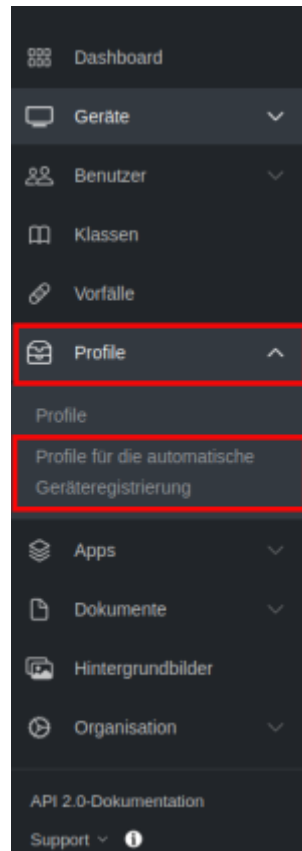 Dashboard
Geräte
Benutzer
Klassen
Vorfälle
Profile
Profile
Profile für die automatische
Geräteregistrierung
Apps
Dokumente
Hintergrundbilder
Organisation
API 2.0-Dokumentation
Support